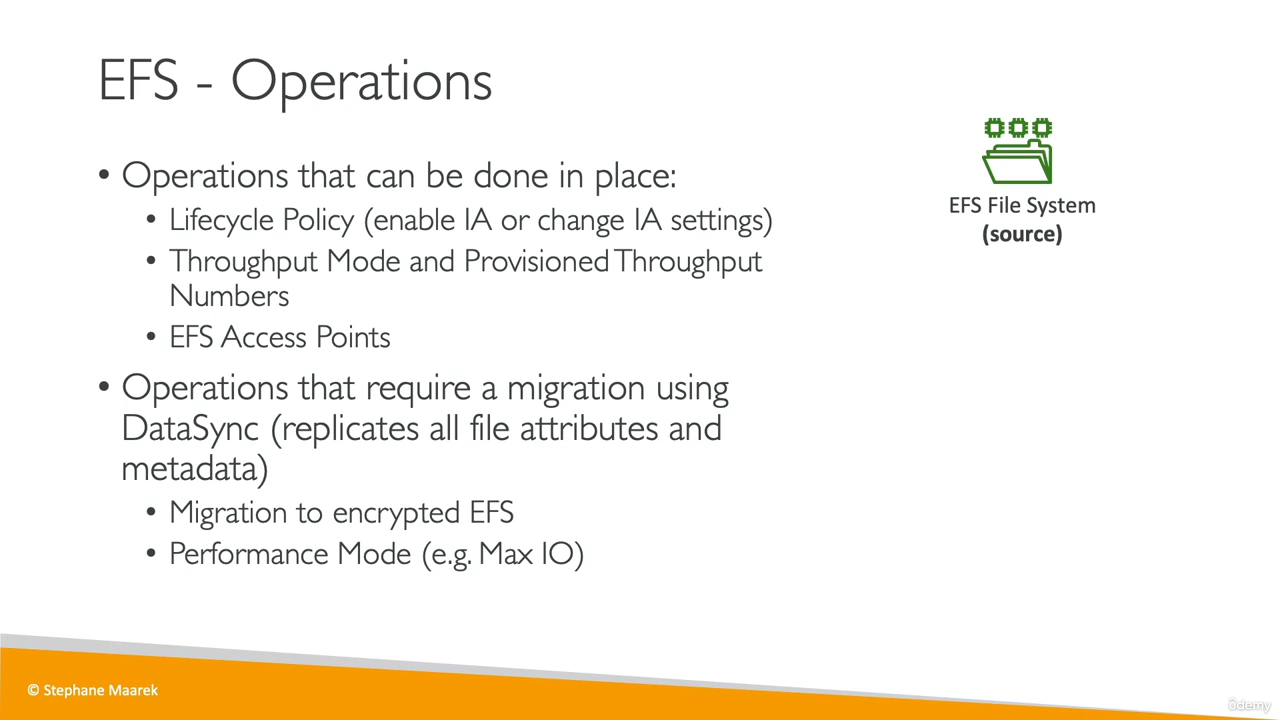 EFS - Operations
• Operations that can be done in place:
• Lifecycle Policy (enable IA or change IA settings)
• Throughput Mode and Provisioned Throughput
Numbers
• EFS Access Points
• Operations that require a migration using
DataSync (replicates all file attributes and
metadata)
• Migration to encrypted EFS
• Performance Mode (e.g. Max IO)
EFS File System
(source)
© Stephane Maarek
ûdemy